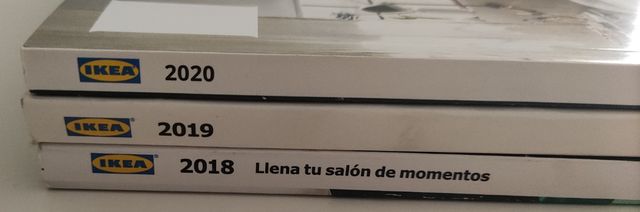 IKEA 2020
IKEA 2019
IKEA 2018 Llena tu salón de momentos